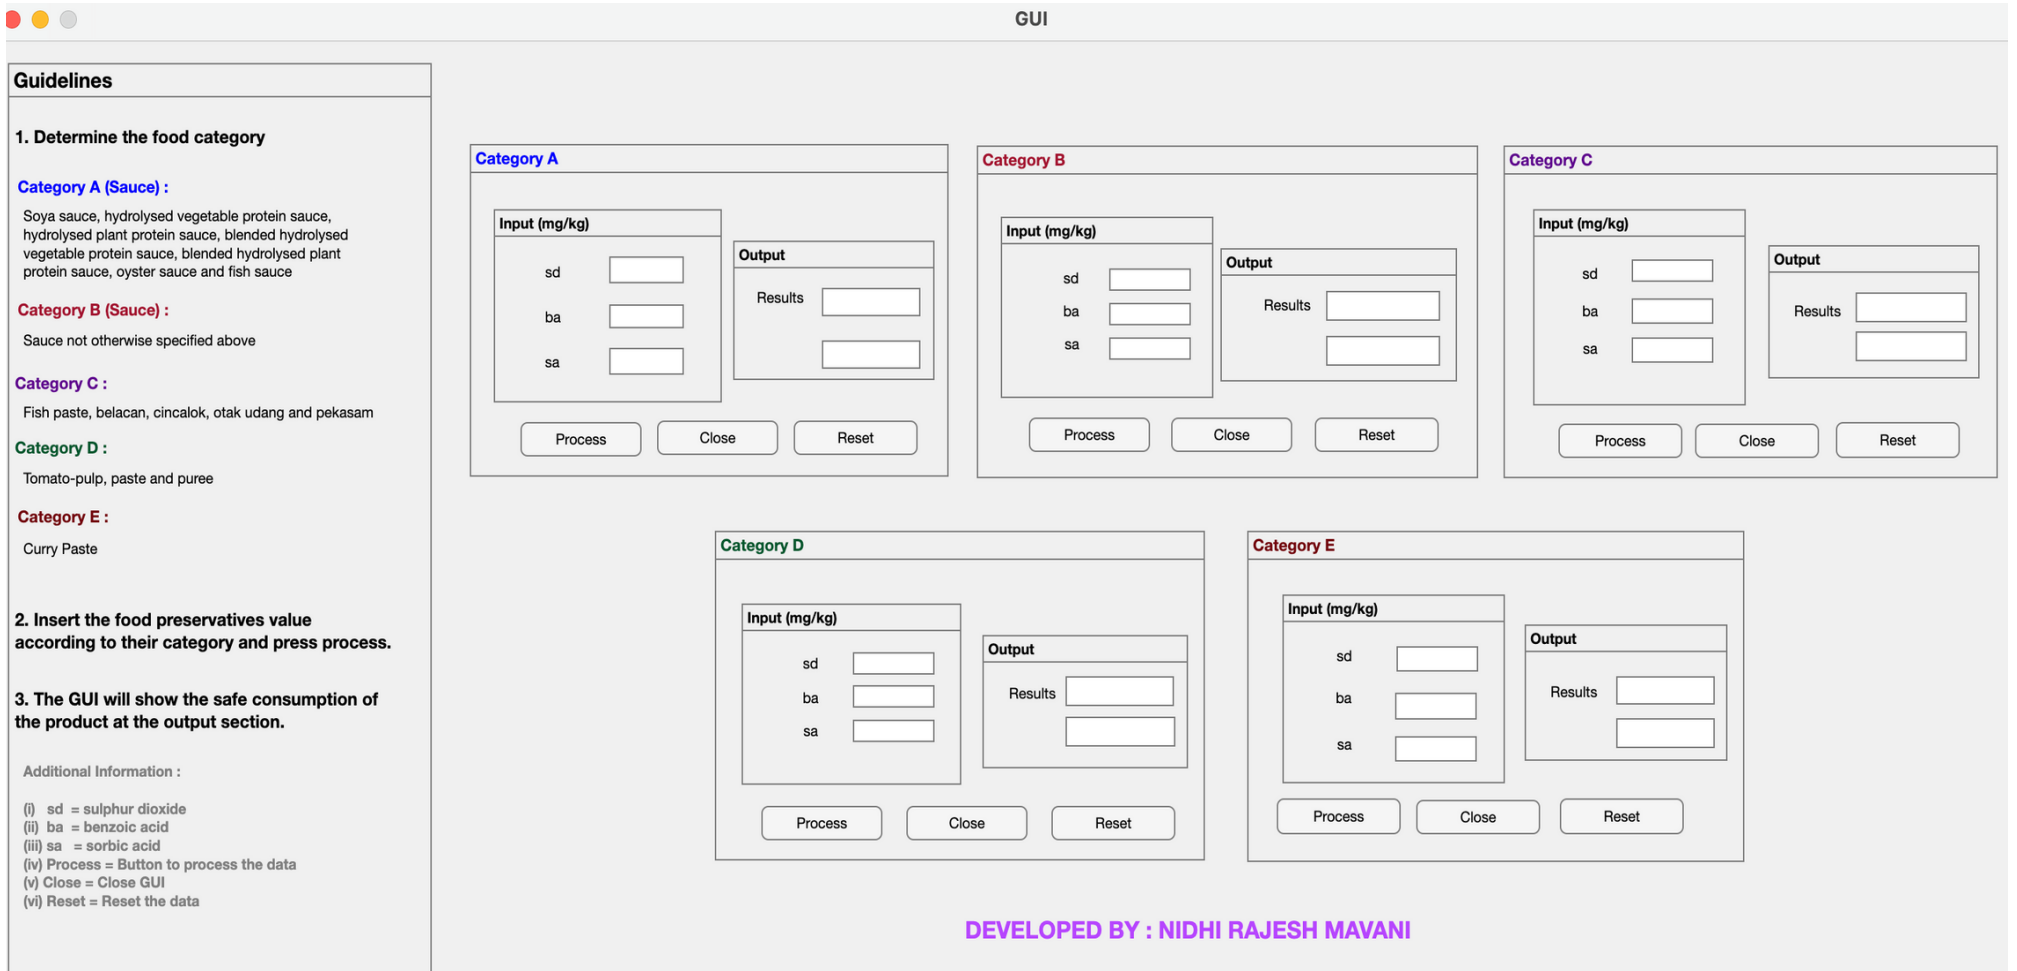 GUI
Guidelines
1. Determine the food category
Category A (Sauce) :
Soya sauce, hydrolysed vegetable protein sauce,
hydrolysed plant protein sauce, blended hydrolysed
vegetable protein sauce, blended hydrolysed plant
protein sauce, oyster sauce and fish sauce
Category B (Sauce) :
Sauce not otherwise specified above
Category C :
Fish paste, belacan, cincalok, otak udang and pekasam
Category D :
Tomato-pulp, paste and puree
Category E :
Curry Paste
2. Insert the food preservatives value
according to their category and press process.
3. The GUI will show the safe consumption of
the product at the output section.
Additional Information :
(i) sd = sulphur dioxide
(ii) ba = benzoic acid
(iii) sa = sorbic acid
(iv) Process = Button to process the data
(v) Close = Close GUI
(vi) Reset = Reset the data
Category A
Input (mg/kg)
sd
ba
sa
Output
Results
Process
Close
Reset
Category B
Input (mg/kg)
sd
ba
sa
Output
Results
Process
Close
Reset
Category C
Input (mg/kg)
sd
ba
sa
Output
Results
Process
Close
Reset
Category D
Input (mg/kg)
sd
ba
sa
Output
Results
Process
Close
Reset
Category E
Input (mg/kg)
sd
ba
sa
Output
Results
Process
Close
Reset
DEVELOPED BY : NIDHI RAJESH MAVANI